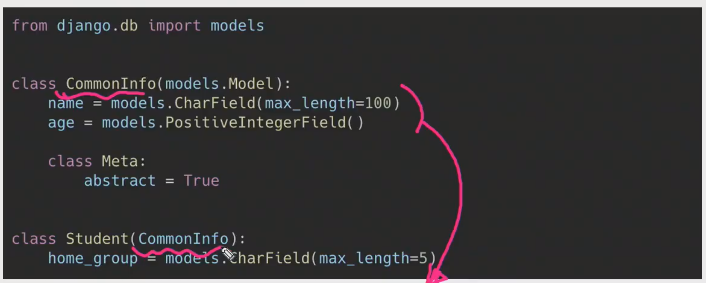 from django.db import models
class CommonInfo(models.Model):
    name = models.CharField(max_length=100)
    age = models.PositiveIntegerField()
    class Meta:
        abstract = True
class Student(CommonInfo):
    home_group = models.CharField(max_length=5)